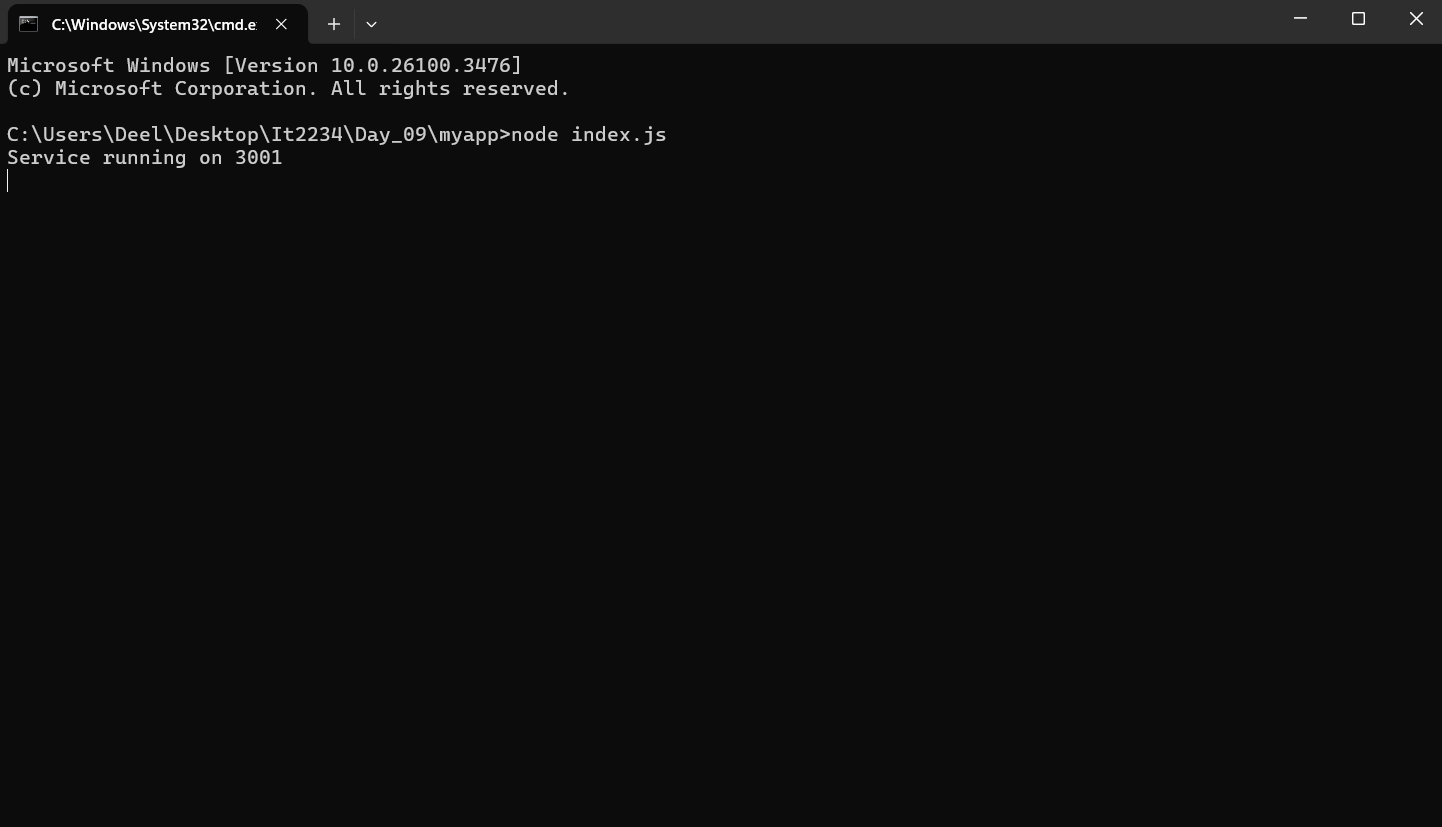 C:\Windows\System32\cmd.e
Microsoft Windows [Version 10.0.26100.3476]
(c) Microsoft Corporation. All rights reserved.
C:\Users\Deel\Desktop\It2234\Day_09\myapp>node index.js
Service running on 3001